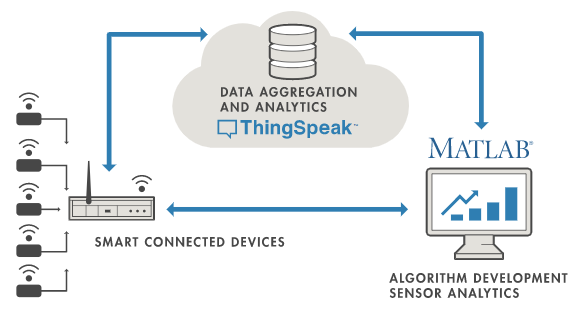 DATA AGGREGATION
AND ANALYTICS
ThingSpeak™
MATLAB®
SMART CONNECTED DEVICES
ALGORITHM DEVELOPMENT
SENSOR ANALYTICS